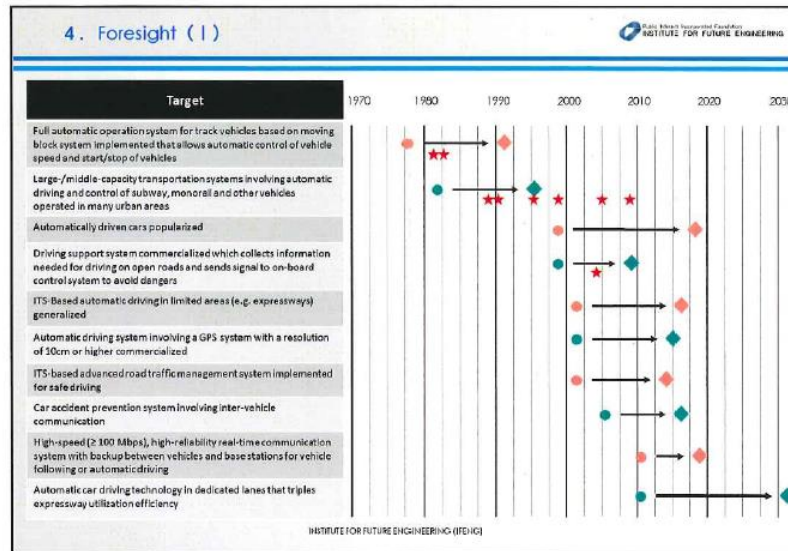 4. Foresight ( I )
Public Interest Incorporated Foundation
INSTITUTE FOR FUTURE ENGINEERING
Target
1970 1980 1990 2000 2010 2020 2030
Full automatic operation system for track vehicles based on moving
block system implemented that allows automatic control of vehicle
speed and start/stop of vehicles
Large-/middle-capacity transportation systems involving automatic
driving and control of subway, monorail and other vehicles
operated in many urban areas
Automatically driven cars popularized
Driving support system commercialized which collects information
needed for driving on open roads and sends signal to on-board
control system to avoid dangers
ITS-Based automatic driving in limited areas (e.g. expressways)
generalized
Automatic driving system involving a GPS system with a resolution
of 10cm or higher commercialized
ITS-based advanced road traffic management system implemented
for safe driving
Car accident prevention system involving inter-vehicle
communication
High-speed (≥ 100 Mbps), high-reliability real-time communication
system with backup between vehicles and base stations for vehicle
following or automatic driving
Automatic car driving technology in dedicated lanes that triples
expressway utilization efficiency
INSTITUTE FOR FUTURE ENGINEERING (IFENG)